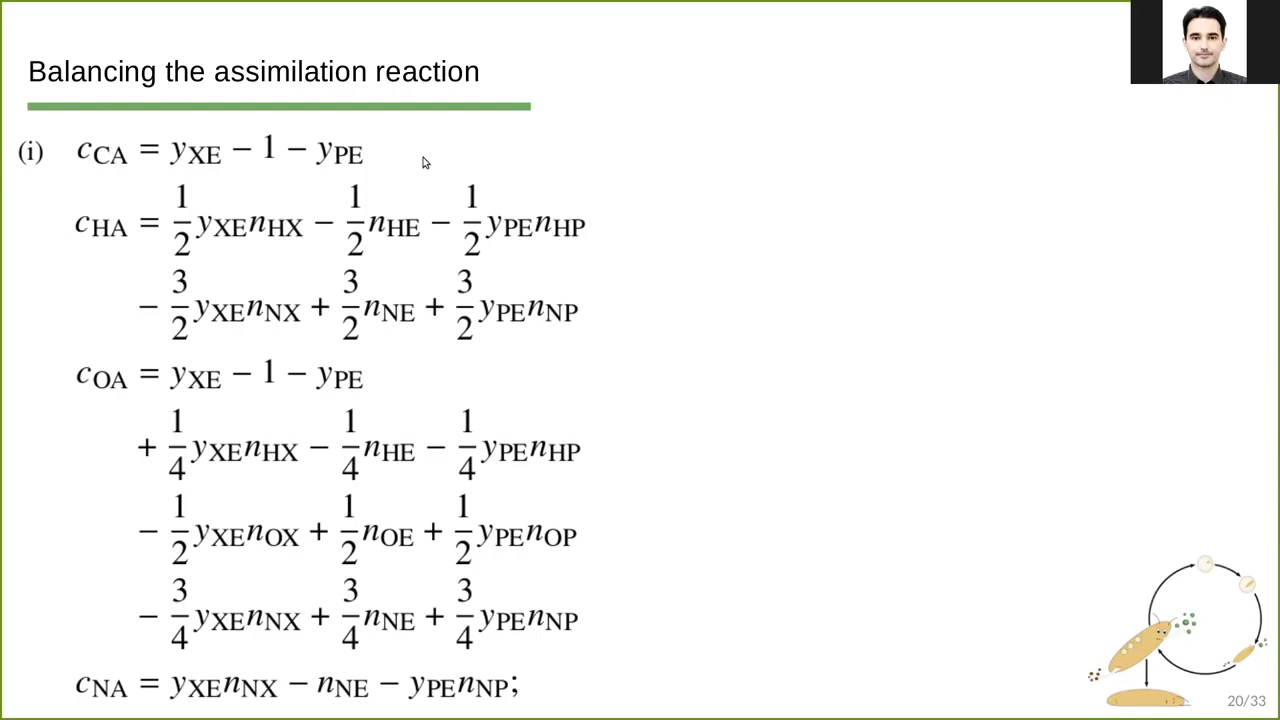 Balancing the assimilation reaction
(i) c_CA = y_XE − 1 − y_PE
c_HA = 1/2 y_XE n_HX − 1/2 n_HE − 1/2 y_PE n_HP
− 3/2 y_XE n_NX + 3/2 n_NE + 3/2 y_PE n_NP
c_OA = y_XE − 1 − y_PE
+ 1/4 y_XE n_HX − 1/4 n_HE − 1/4 y_PE n_HP
− 1/2 y_XE n_OX + 1/2 n_OE + 1/2 y_PE n_OP
− 3/4 y_XE n_NX + 3/4 n_NE + 3/4 y_PE n_NP
c_NA = y_XE n_NX − n_NE − y_PE n_NP;
20/33